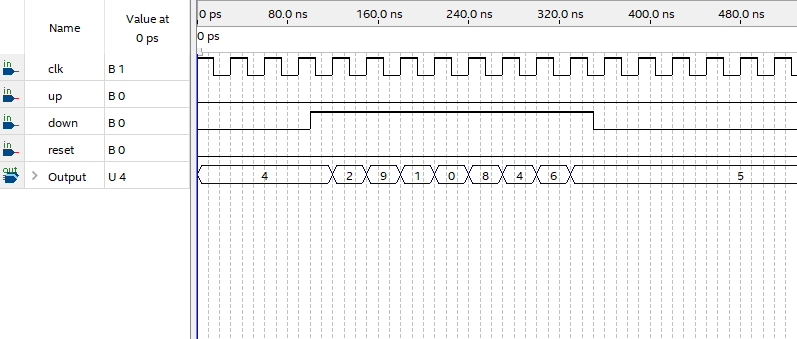 Name
Value at
0 ps
0 ps 80.0 ns 160.0 ns 240.0 ns 320.0 ns 400.0 ns 480.0 ns
0 ps
in clk B 1
in up B 0
in down B 0
in reset B 0
out Output U 4 4 2 9 1 0 8 4 6 5